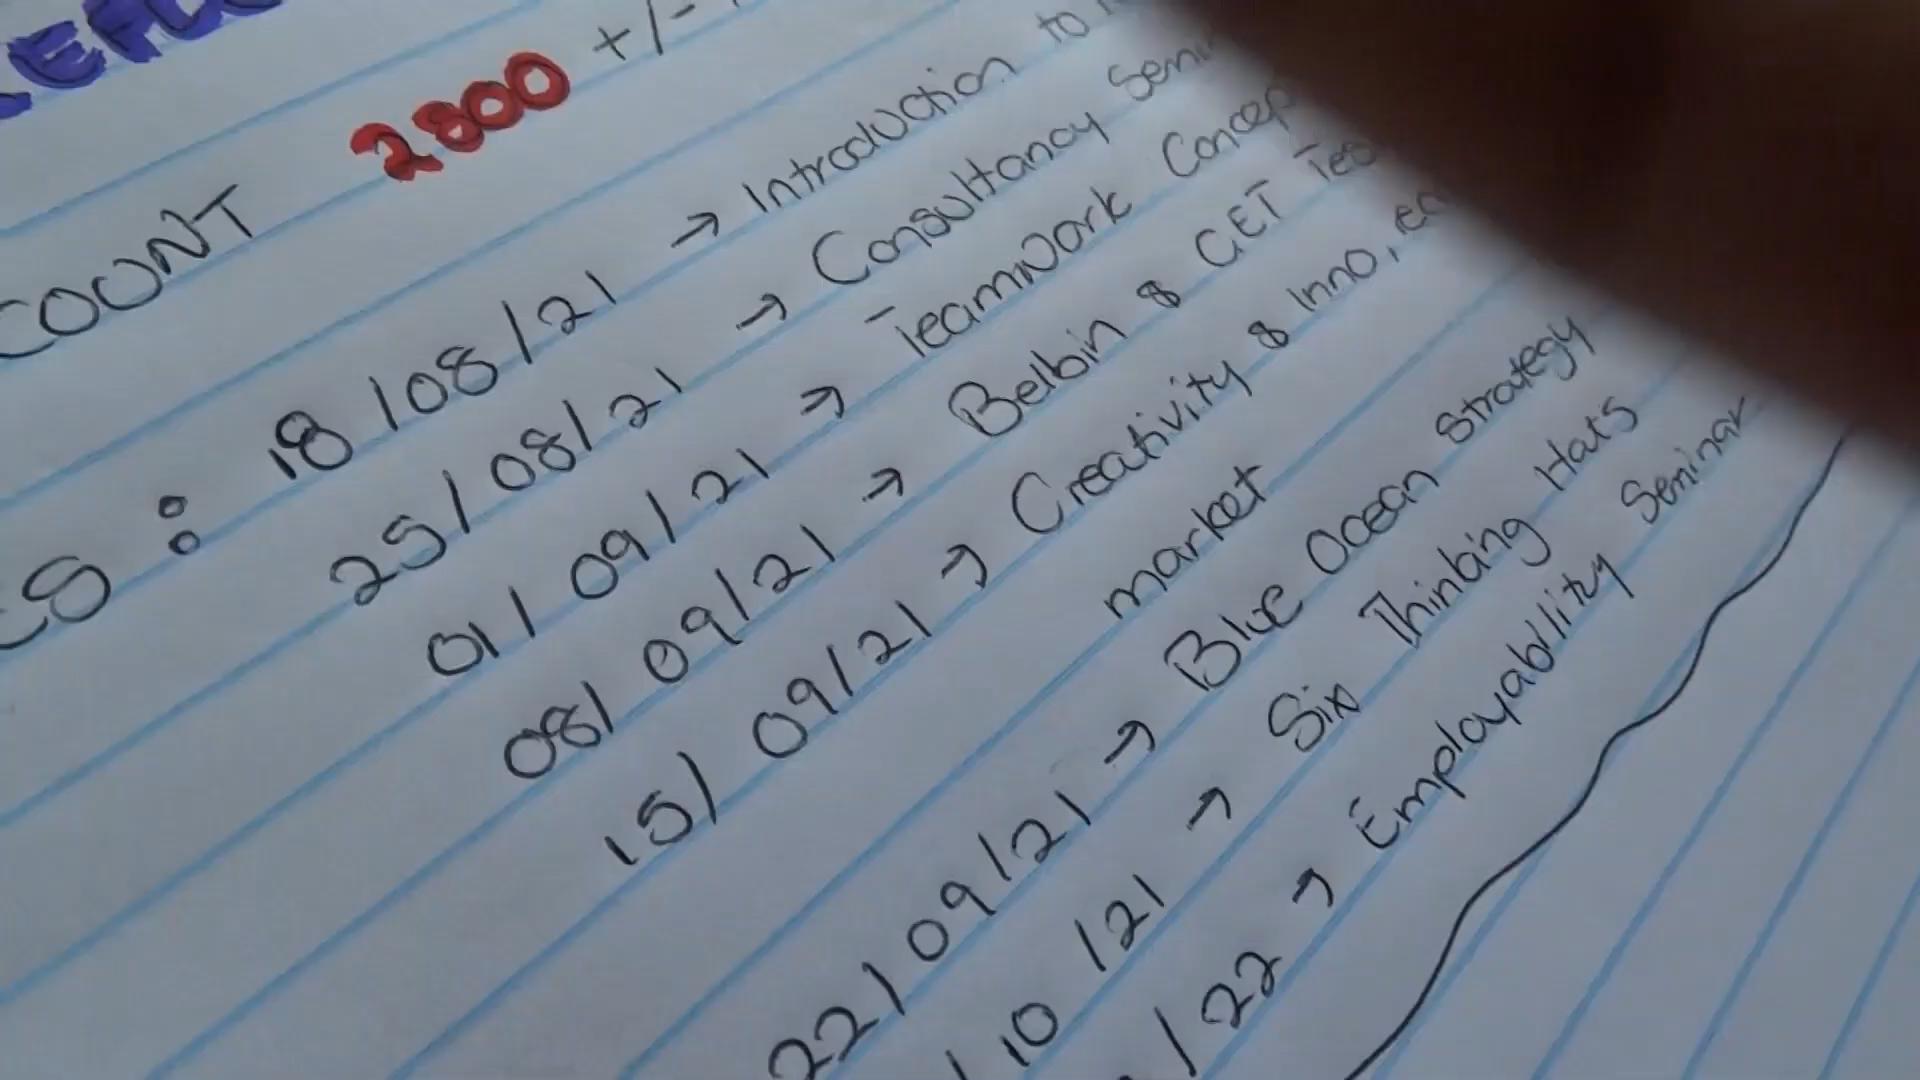 COUNT 2800 +/-
18/08/21 → Introduction to
25/08/21 → Consultancy
01/09/21 → Teamwork
08/09/21 → Belbin & GET
15/09/21 → Creativity & Inno,
market
22/09/21 → Blue Ocean Strategy
/10/21 → Six Thinking Hats
/22 → Employability Seminar